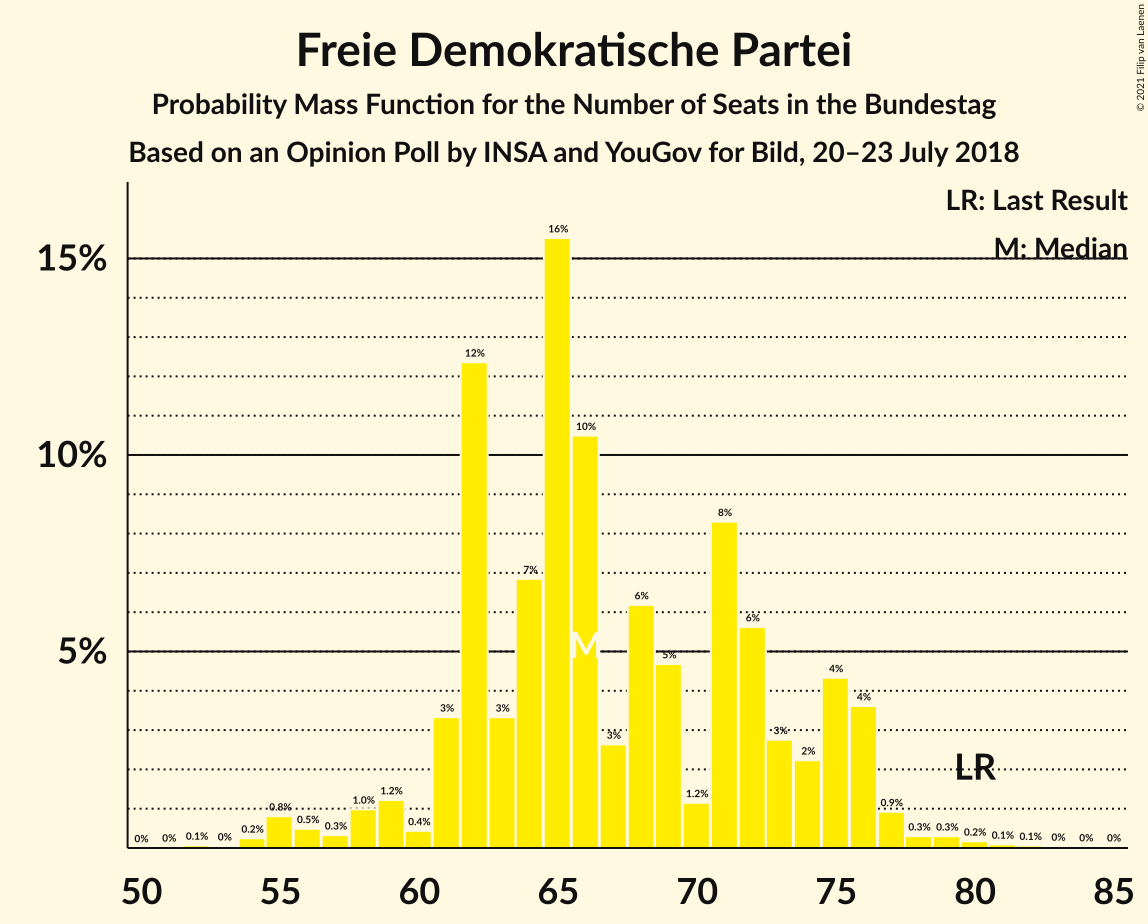 Freie Demokratische Partei
Probability Mass Function for the Number of Seats in the Bundestag
Based on an Opinion Poll by INSA and YouGov for Bild, 20–23 July 2018
© 2021 Filip van Laenen
LR: Last Result
M: Median
15%
10%
5%
0% 0% 0.1% 0% 0.2% 0.8% 0.5% 0.3% 1.0% 1.2% 0.4% 3% 12% 3% 7% 16% 10% 3% 6% 5% 1.2% 8% 6% 3% 2% 4% 4% 0.9% 0.3% 0.3% 0.2% 0.1% 0.1% 0% 0% 0%
M
LR
50 55 60 65 70 75 80 85